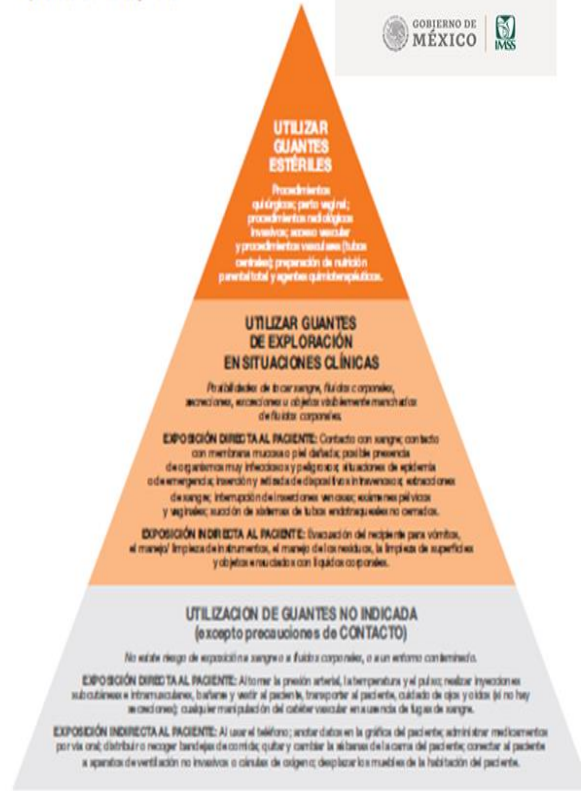 GOBIERNO DE
MÉXICO
IMSS
UTILIZAR
GUANTES
ESTÉRILES
Procedimientos
quirúrgicos; parto vaginal;
procedimientos radiológicos
invasivos; acceso vascular
y procedimientos vasculares (tubos
centrales); preparación de nutrición
parental total y agentes quimioterapéuticos.
UTILIZAR GUANTES
DE EXPLORACIÓN
EN SITUACIONES CLÍNICAS
Posibilidades de tocar sangre, fluidos corporales,
secreciones, excreciones u objetos visiblemente manchados
de fluidos corporales.
EXPOSICIÓN DIRECTA AL PACIENTE: Contacto con sangre; contacto
con membrana mucosa o piel dañada; posible presencia
de organismos muy infecciosos y peligrosos; situaciones de epidemia
o de emergencia; inserción y retirada de dispositivos intravenosos; extracciones
de sangre; interrupción de inserciones venosas; exámenes pélvicos
y vaginales; succión de sistemas de tubos endotraqueales no cerrados.
EXPOSICIÓN INDIRECTA AL PACIENTE: Evacuación del recipiente para vómitos,
el manejo/ limpieza de instrumentos, el manejo de los residuos, la limpieza de superficies
y objetos ensuciados con líquidos corporales.
UTILIZACION DE GUANTES NO INDICADA
(excepto precauciones de CONTACTO)
No existe riesgo de exposición a sangre o a fluidos corporales, o a un entorno contaminado.
EXPOSICIÓN DIRECTA AL PACIENTE: Al tomar la presión arterial, la temperatura y el pulso; realizar inyecciones
subcutáneas e intramusculares, bañarse y vestir al paciente, transportar al paciente, cuidado de ojos y oídos (si no hay
secreciones); cualquier manipulación del catéter vascular en ausencia de fugas de sangre.
EXPOSICIÓN INDIRECTA AL PACIENTE: Al usar el teléfono; anotar datos en la gráfica del paciente; administrar medicamentos
por vía oral; distribuir o recoger bandejas de comida; quitar y cambiar la sábanas de la cama del paciente; conectar al paciente
a aparatos de ventilación no invasivos o cánulas de oxígeno; desplazar los muebles de la habitación del paciente.